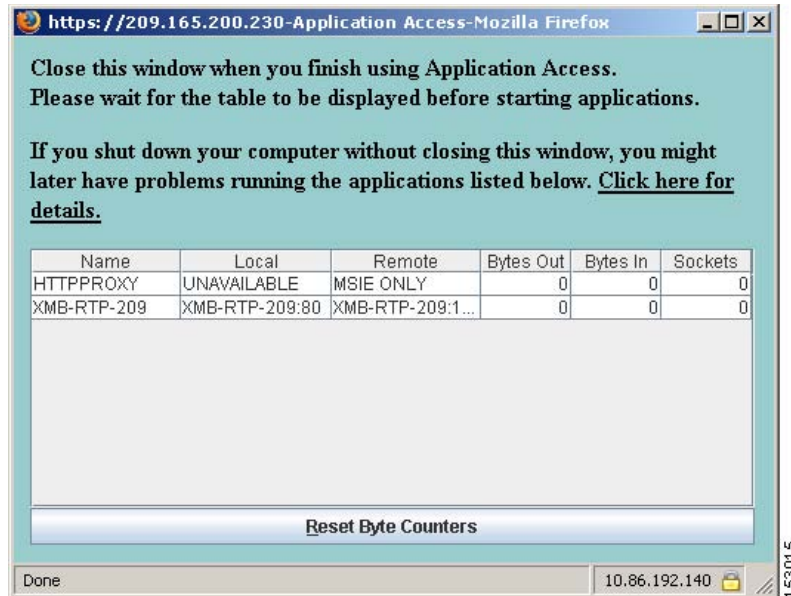 https://209.165.200.230-Application Access-Mozilla Firefox
Close this window when you finish using Application Access.
Please wait for the table to be displayed before starting applications.
If you shut down your computer without closing this window, you might
later have problems running the applications listed below. Click here for
details.
Name Local Remote Bytes Out Bytes In Sockets
HTTPPROXY UNAVAILABLE MSIE ONLY 0 0 0
XMB-RTP-209 XMB-RTP-209:80 XMB-RTP-209:1... 0 0 0
Reset Byte Counters
Done 10.86.192.140
153015